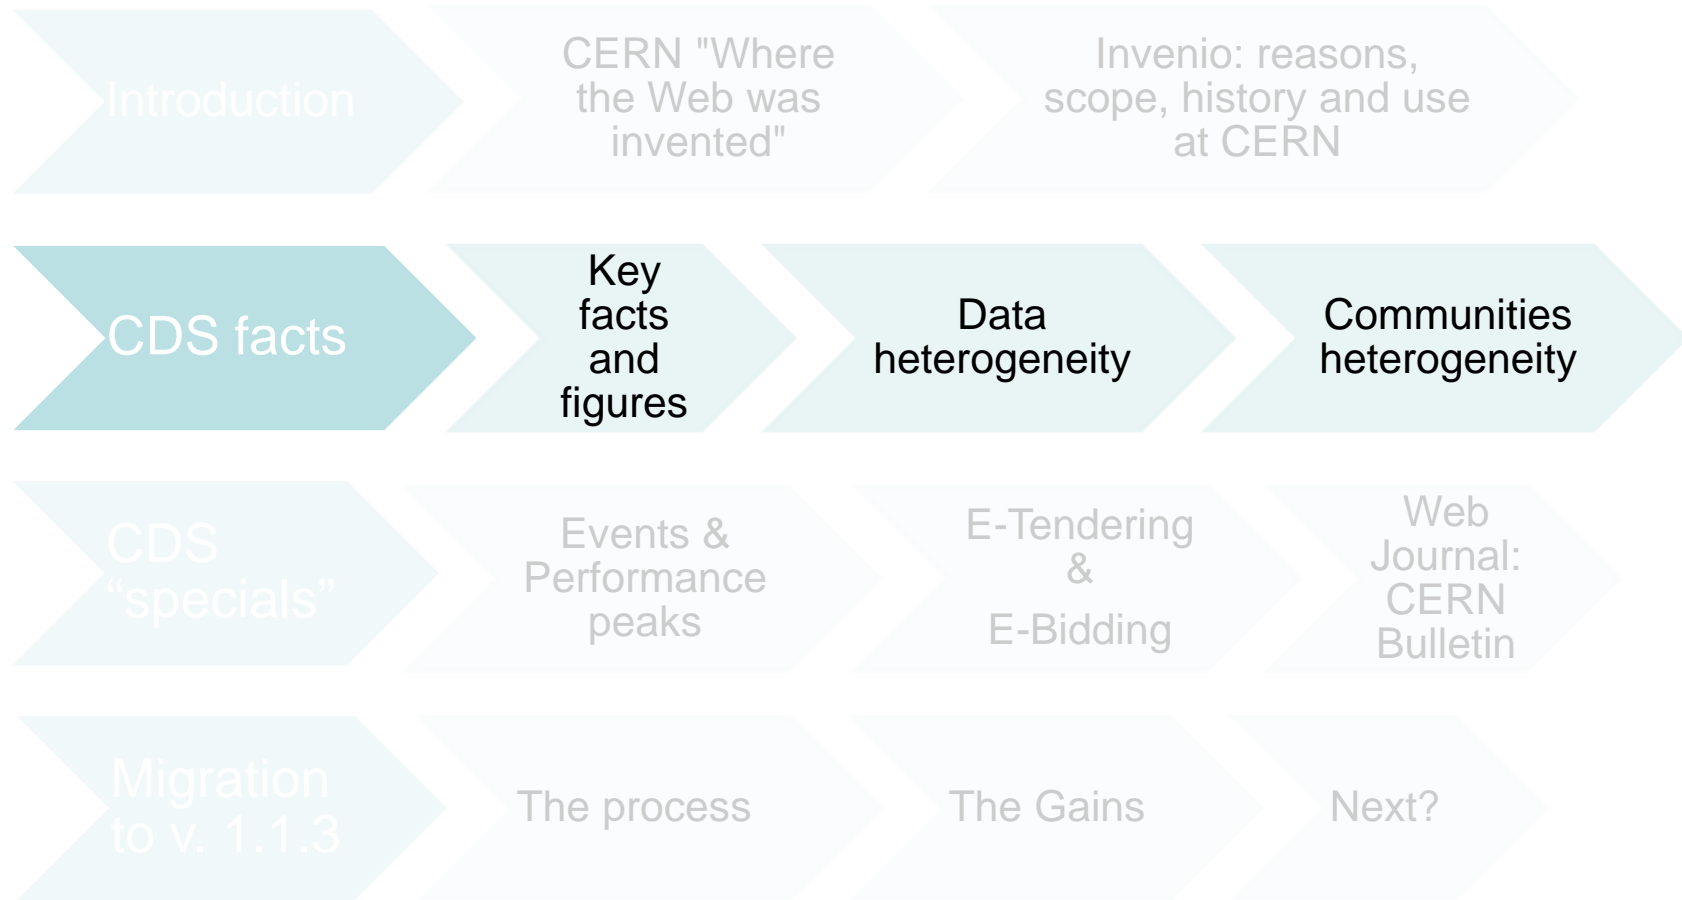 Introduction
CERN "Where
the Web was
invented"
Invenio: reasons,
scope, history and use
at CERN
CDS facts
Key
facts
and
figures
Data
heterogeneity
Communities
heterogeneity
CDS
“specials”
Events &
Performance
peaks
E-Tendering
&
E-Bidding
Web
Journal:
CERN
Bulletin
Migration
to v. 1.1.3
The process
The Gains
Next?